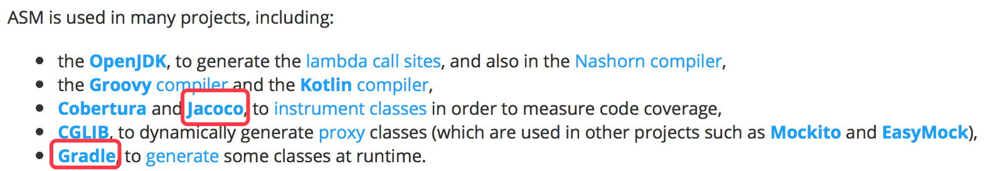 ASM is used in many projects, including:
• the OpenJDK, to generate the lambda call sites, and also in the Nashorn compiler,
• the Groovy compiler and the Kotlin compiler,
• Cobertura and Jacoco, to instrument classes in order to measure code coverage,
• CGLIB, to dynamically generate proxy classes (which are used in other projects such as Mockito and EasyMock),
• Gradle, to generate some classes at runtime.